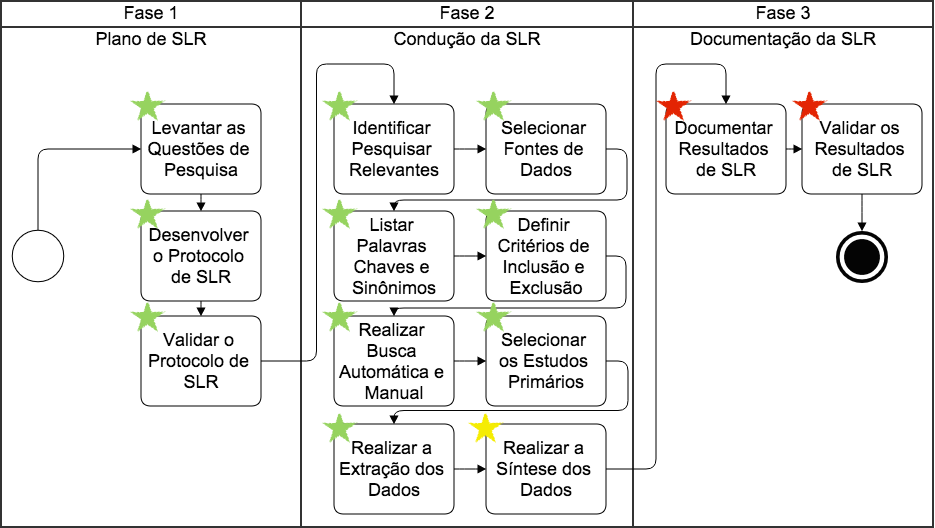 Fase 1
Fase 2
Fase 3
Plano de SLR
Condução da SLR
Documentação da SLR
Levantar as
Questões de
Pesquisa
Desenvolver
o Protocolo
de SLR
Validar o
Protocolo de
SLR
Identificar
Pesquisar
Relevantes
Selecionar
Fontes de
Dados
Listar
Palavras
Chaves e
Sinônimos
Definir
Critérios de
Inclusão e
Exclusão
Realizar
Busca
Automática e
Manual
Selecionar
os Estudos
Primários
Realizar a
Extração dos
Dados
Realizar a
Síntese dos
Dados
Documentar
Resultados
de SLR
Validar os
Resultados
de SLR